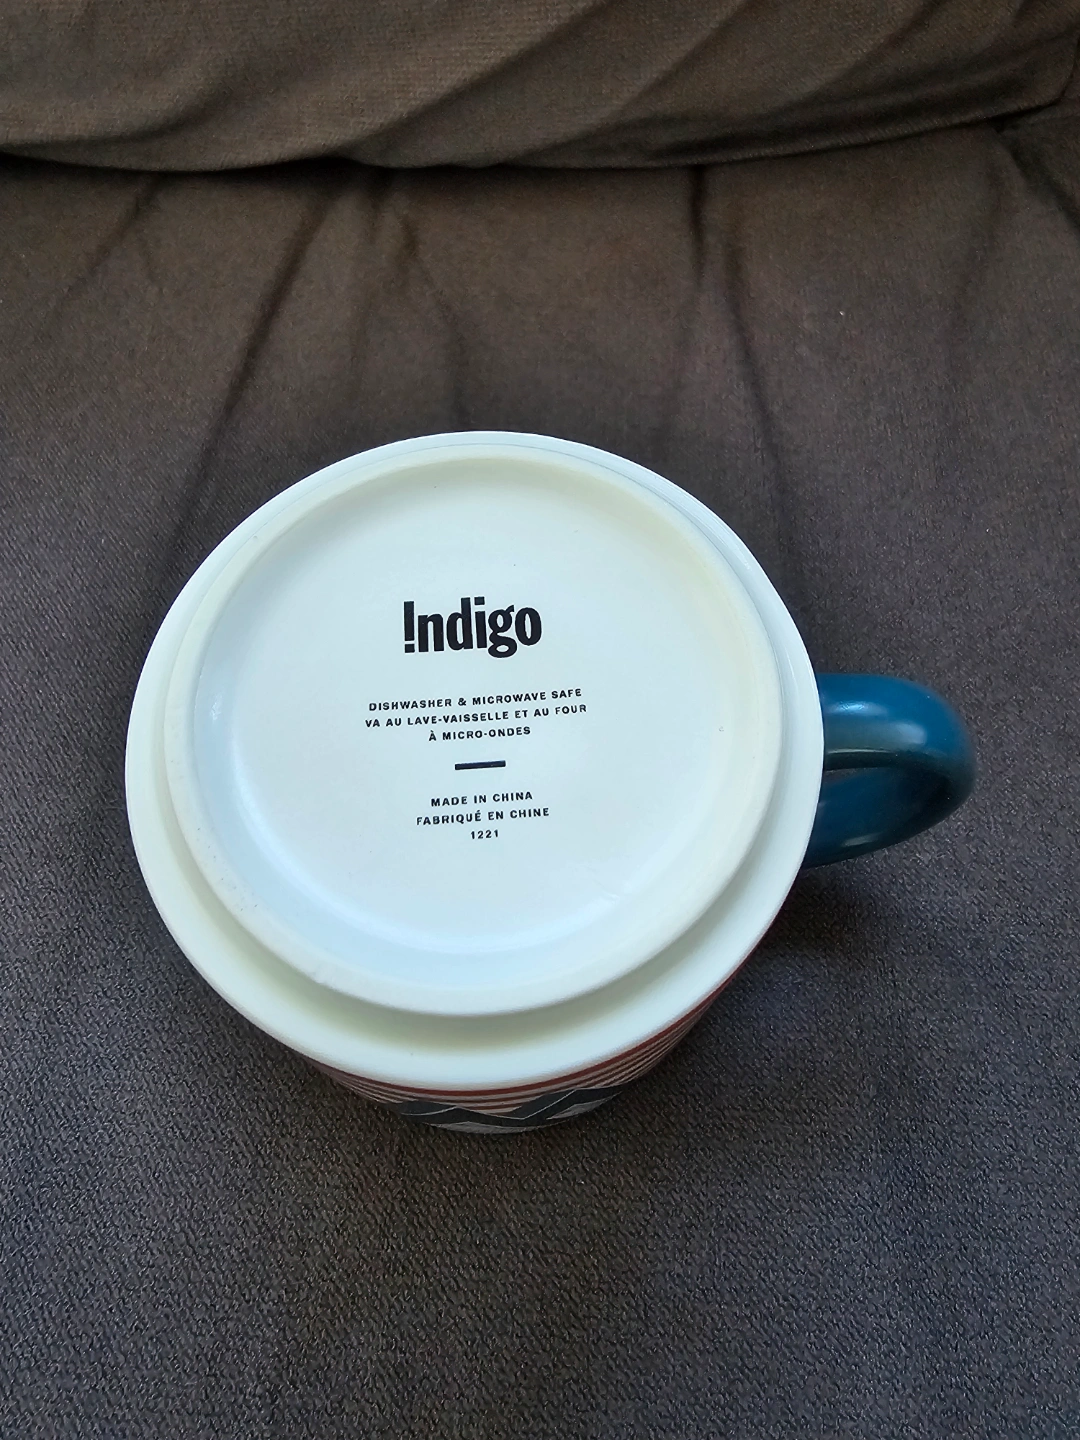 Indigo
DISHWASHER & MICROWAVE SAFE
VA AU LAVE-VAISSELLE ET AU FOUR
À MICRO-ONDES
MADE IN CHINA
FABRIQUÉ EN CHINE
1221